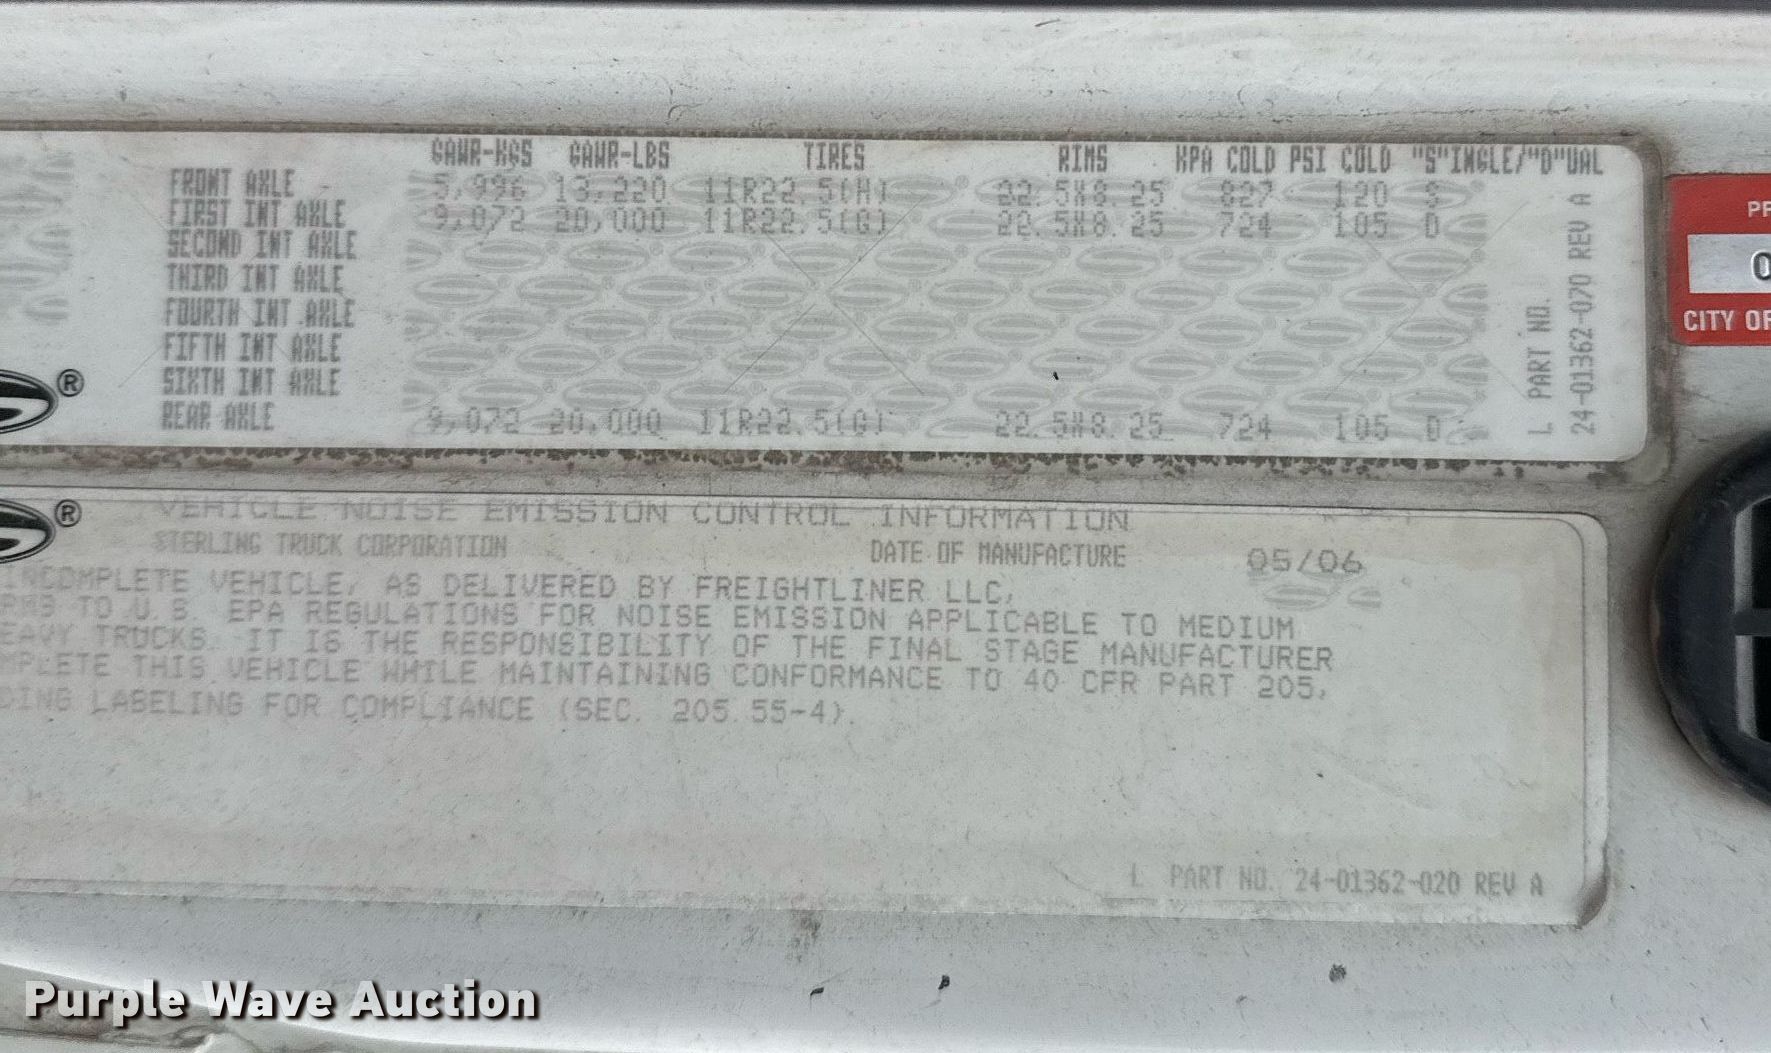 GAWR-KGS GAWR-LBS TIRES RIMS KPA COLD PSI COLD "S"INGLE/"D"UAL
FRONT AXLE 5,996 13,220 11R22.5(H) 22.5X8.25 827 120 S
FIRST INT AXLE 9,072 20,000 11R22.5(G) 22.5X8.25 724 105 D
SECOND INT AXLE
THIRD INT AXLE
FOURTH INT AXLE
FIFTH INT AXLE
SIXTH INT AXLE
REAR AXLE 9,072 20,000 11R22.5(G) 22.5X8.25 724 105 D
L PART NO.
24-01362-070 REV A
®
CITY OF
®
VEHICLE NOISE EMISSION CONTROL INFORMATION
STERLING TRUCK CORPORATION DATE OF MANUFACTURE 05/06
INCOMPLETE VEHICLE, AS DELIVERED BY FREIGHTLINER LLC,
RMS TO U.S. EPA REGULATIONS FOR NOISE EMISSION APPLICABLE TO MEDIUM
EAVY TRUCKS. IT IS THE RESPONSIBILITY OF THE FINAL STAGE MANUFACTURER
MPLETE THIS VEHICLE WHILE MAINTAINING CONFORMANCE TO 40 CFR PART 205,
DING LABELING FOR COMPLIANCE (SEC. 205.55-4).
L PART NO. 24-01362-020 REV A
Purple Wave Auction